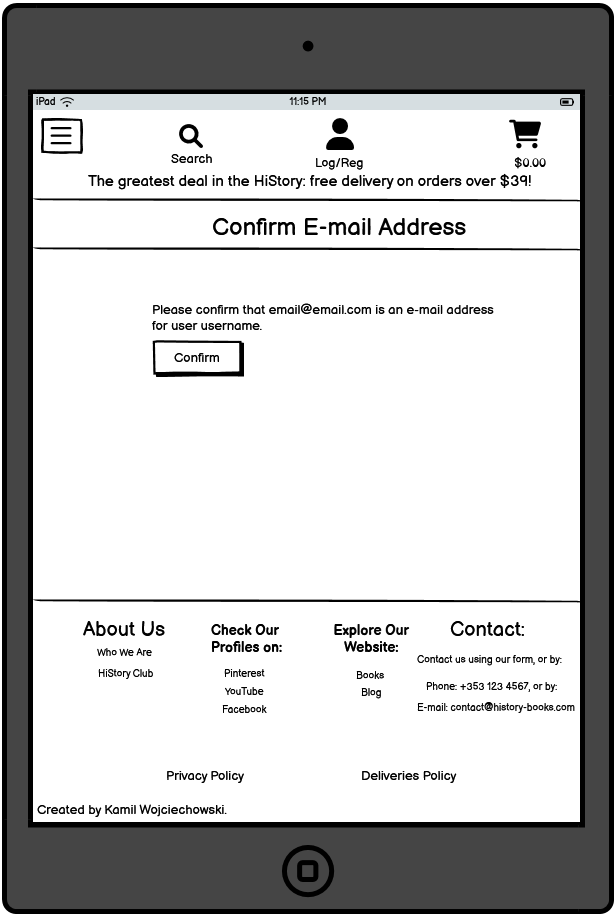 iPad 11:15 PM
Search
Log/Reg
$0.00
The greatest deal in the HiStory: free delivery on orders over $39!
Confirm E-mail Address
Please confirm that email@email.com is an e-mail address
for user username.
Confirm
About Us
Who We Are
HiStory Club
Check Our
Profiles on:
Pinterest
YouTube
Facebook
Explore Our
Website:
Books
Blog
Contact:
Contact us using our form, or by:
Phone: +353 123 4567, or by:
E-mail: contact@history-books.com
Privacy Policy
Deliveries Policy
Created by Kamil Wojciechowski.